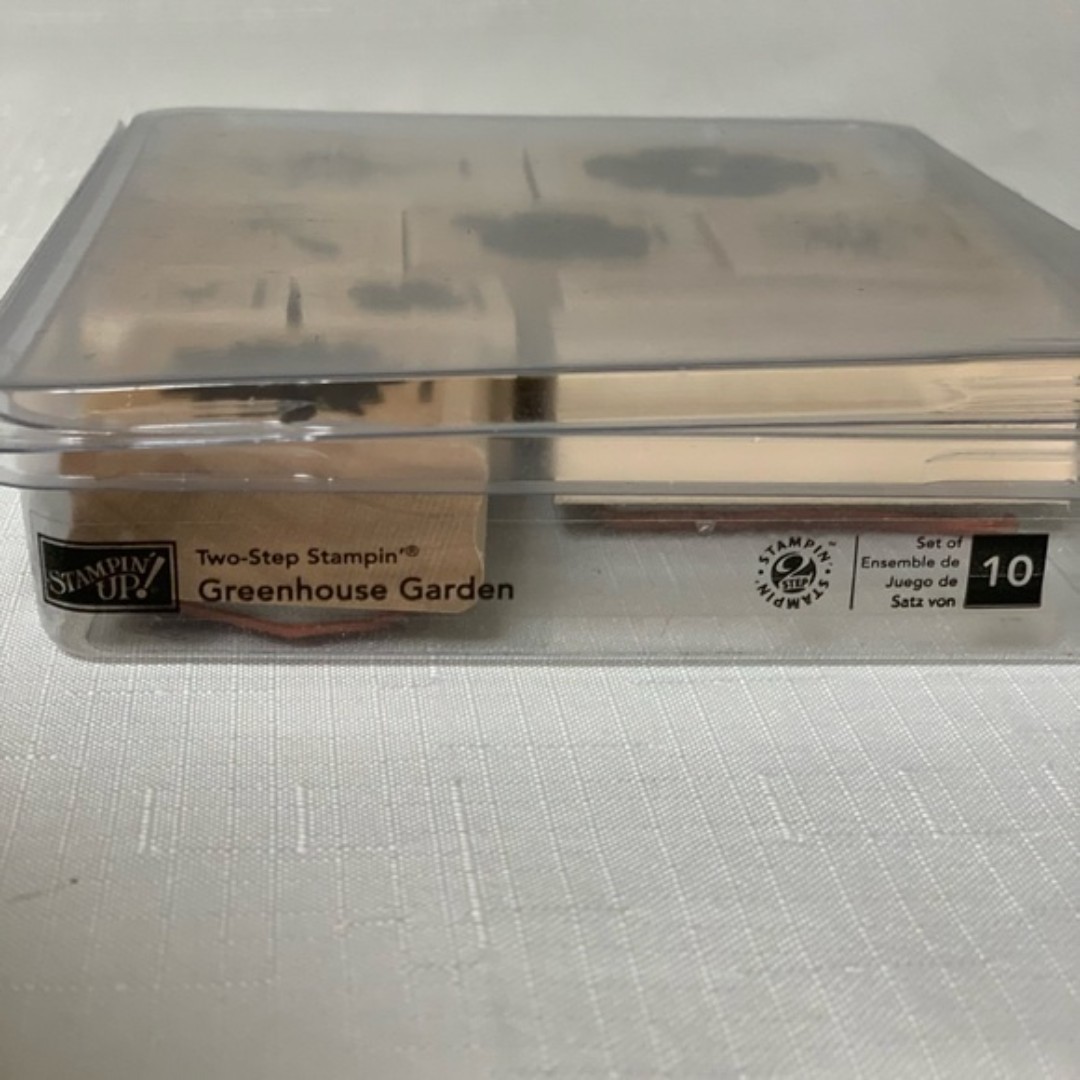 STAMPIN' UP!®
Two-Step Stampin'®
Greenhouse Garden
STAMPIN' • STAMPIN' •™
2 STEP
Set of
Ensemble de
Juego de
Satz von
10